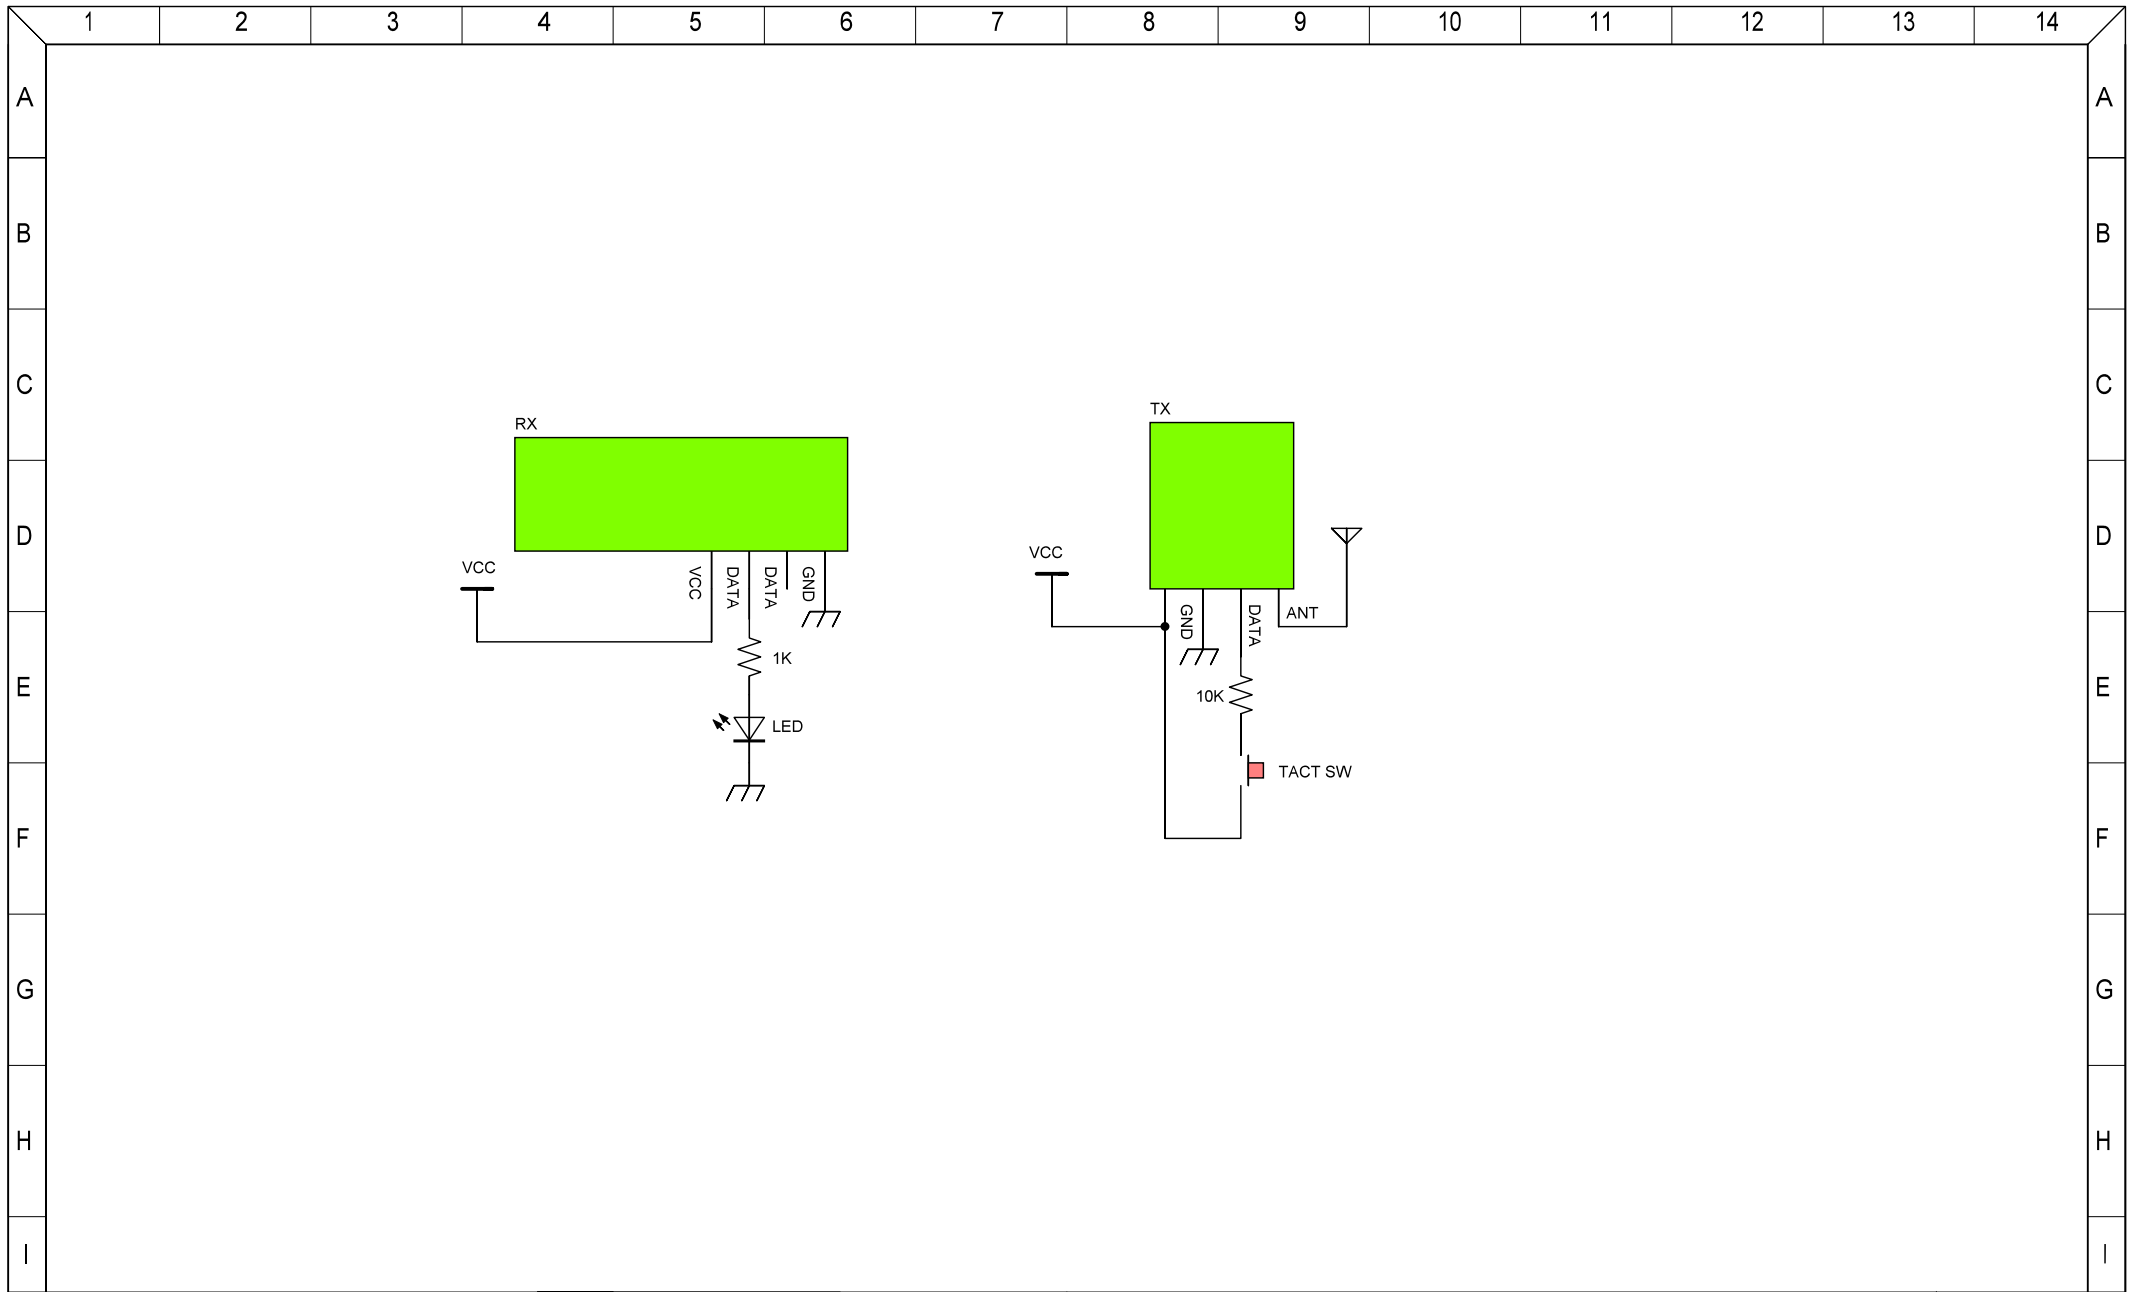 1 2 3 4 5 6 7 8 9 10 11 12 13 14
A A
B B
C C
TX
RX
D D
VCC
VCC
VCC
DATA
DATA
GND
GND
DATA
ANT
1K
E E
10K
LED
TACT SW
F F
G G
H H
I I